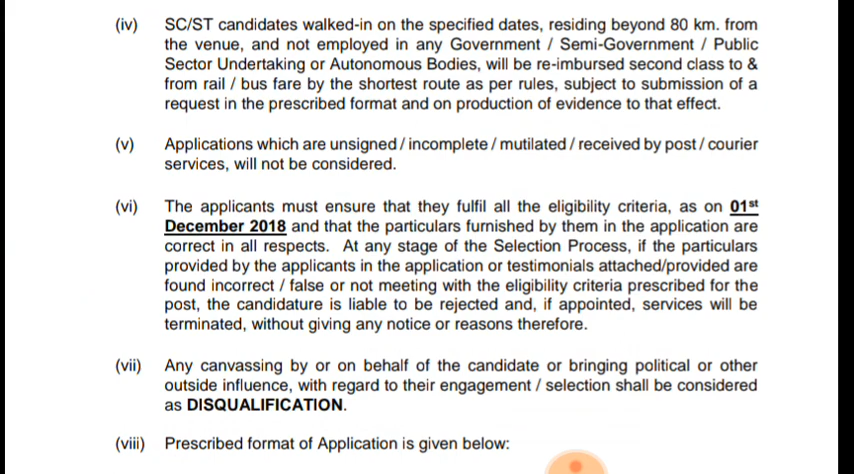 (iv) SC/ST candidates walked-in on the specified dates, residing beyond 80 km. from
the venue, and not employed in any Government / Semi-Government / Public
Sector Undertaking or Autonomous Bodies, will be re-imbursed second class to &
from rail / bus fare by the shortest route as per rules, subject to submission of a
request in the prescribed format and on production of evidence to that effect.
(v) Applications which are unsigned / incomplete / mutilated / received by post / courier
services, will not be considered.
(vi) The applicants must ensure that they fulfil all the eligibility criteria, as on 01st
December 2018 and that the particulars furnished by them in the application are
correct in all respects. At any stage of the Selection Process, if the particulars
provided by the applicants in the application or testimonials attached/provided are
found incorrect / false or not meeting with the eligibility criteria prescribed for the
post, the candidature is liable to be rejected and, if appointed, services will be
terminated, without giving any notice or reasons therefore.
(vii) Any canvassing by or on behalf of the candidate or bringing political or other
outside influence, with regard to their engagement / selection shall be considered
as DISQUALIFICATION.
(viii) Prescribed format of Application is given below: